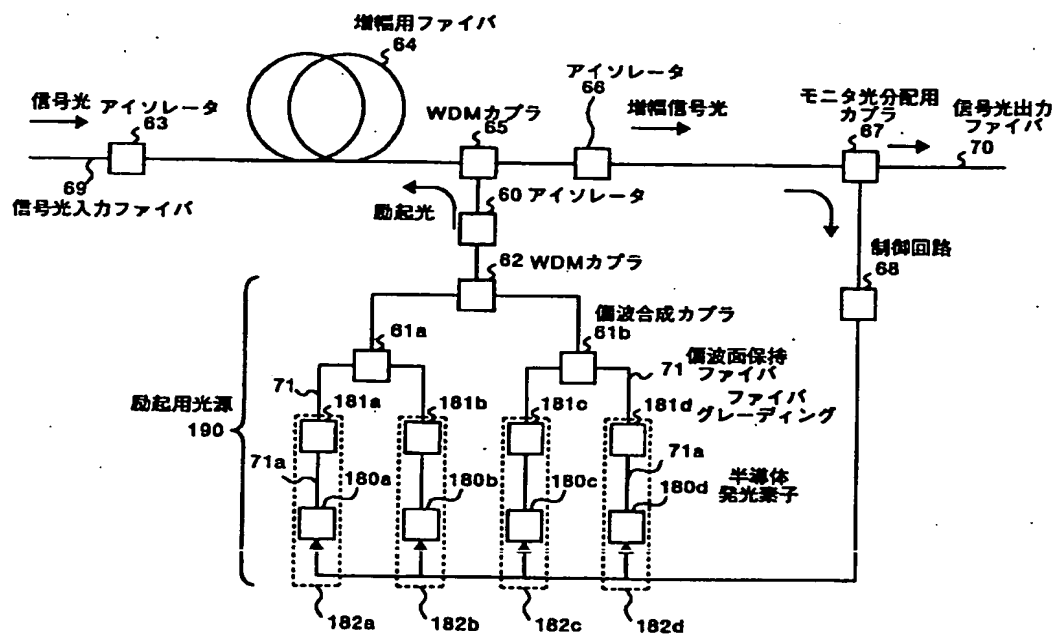 増幅用ファイバ
64
信号光
アイソレータ
63
WDMカプラ
65
アイソレータ
66
増幅信号光
モニタ光分配用
カプラ
67
信号光出力
ファイバ
70
69
信号光入力ファイバ
励起光
60 アイソレータ
62 WDMカプラ
制御回路
68
61a
偏波合成カプラ
61b
71
71
偏波面保持
ファイバ
励起用光源
190
181a
181b
181c
181d
ファイバ
グレーディング
71a
180a
180b
180c
71a
180d
半導体
発光素子
182a
182b
182c
182d